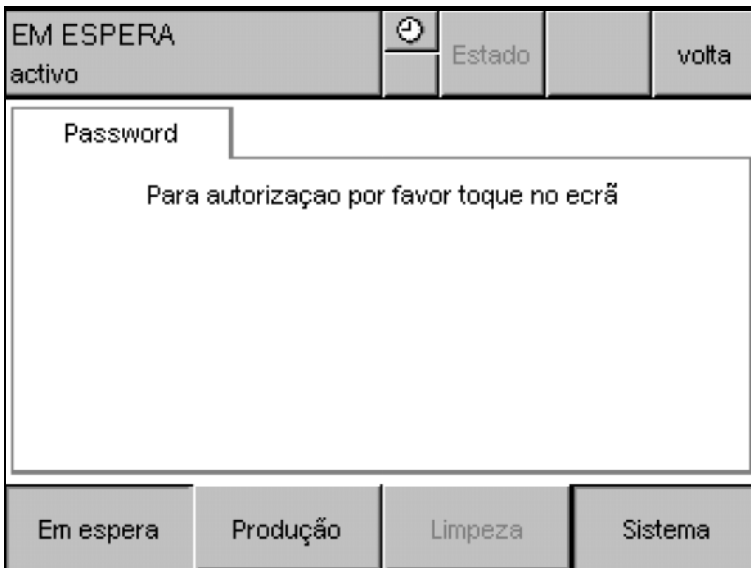 EM ESPERA
activo
Estado
volta
Password
Para autorizaçao por favor toque no ecrã
Em espera
Produção
Limpeza
Sistema